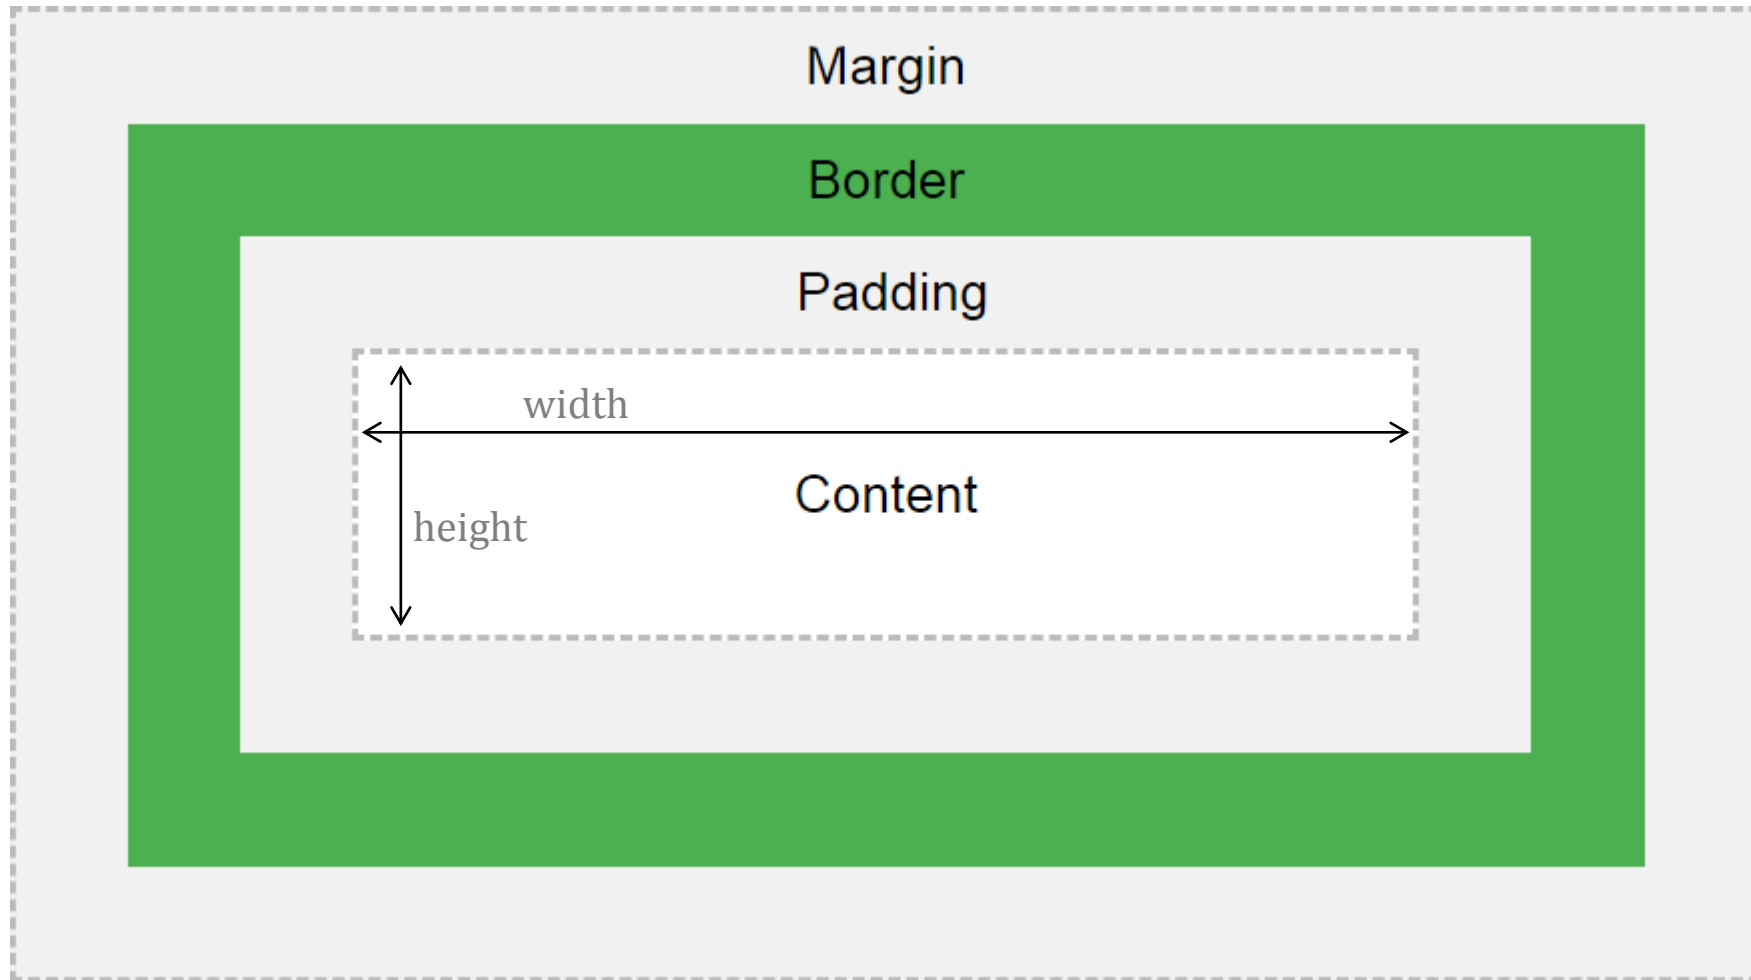 Margin
Border
Padding
width
Content
height